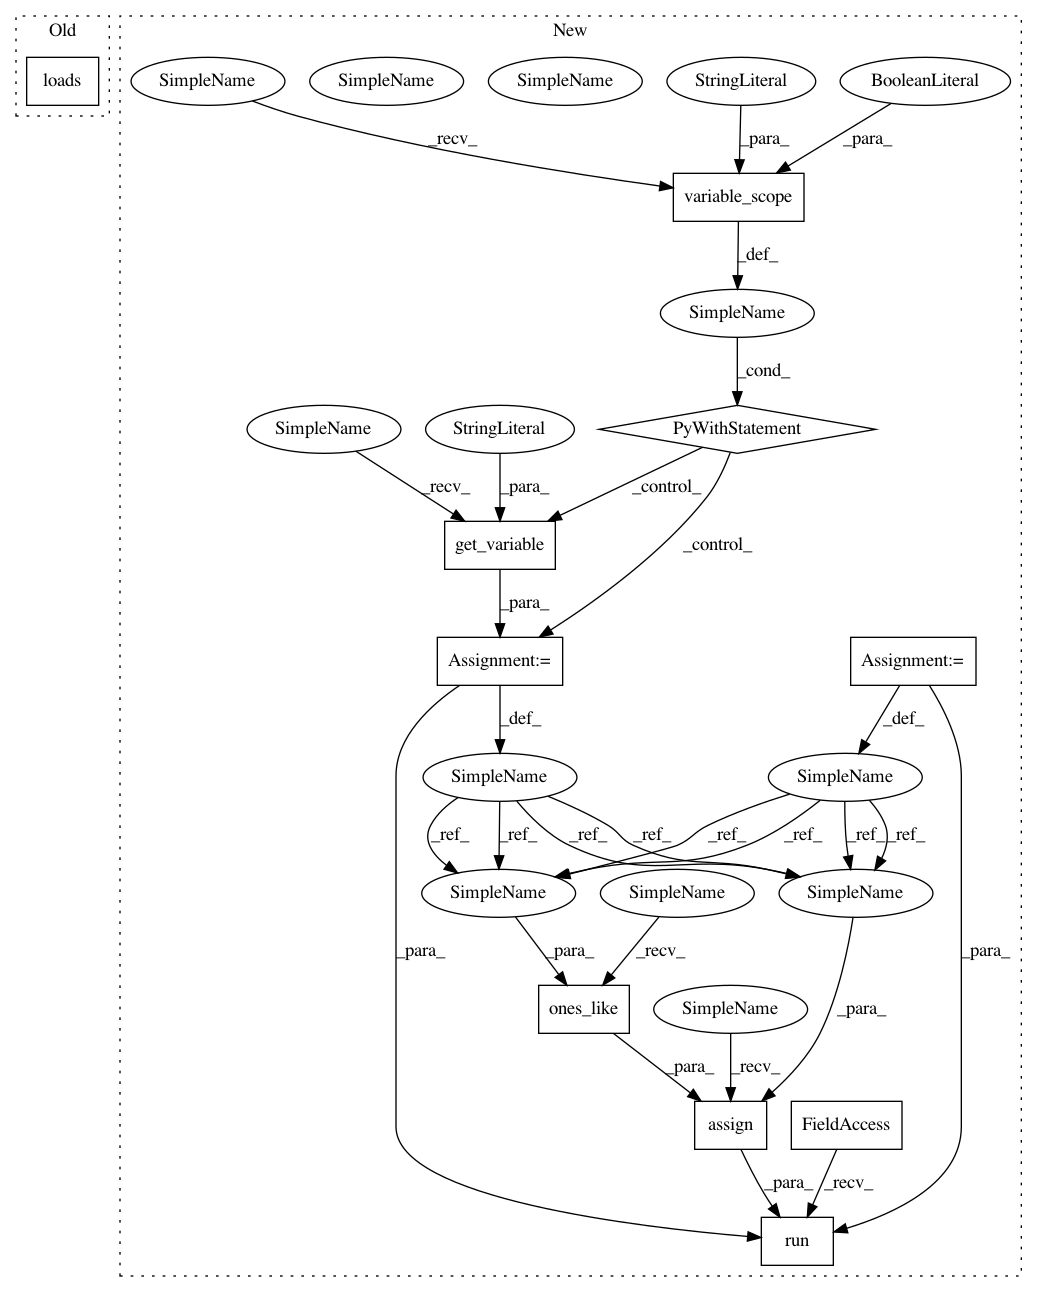 Old
New
loads
SimpleName
SimpleName
SimpleName
StringLiteral
BooleanLiteral
_recv_
_para_
_para_
variable_scope
_def_
SimpleName
_cond_
SimpleName
StringLiteral
PyWithStatement
_recv_
_para_
_control_
get_variable
_control_
_para_
Assignment:=
Assignment:=
_def_
_def_
SimpleName
SimpleName
_ref_
_ref_
_ref_
_ref_
_ref_
_ref_
_ref_
_ref_
SimpleName
SimpleName
SimpleName
_para_
_para_
_recv_
_para_
ones_like
SimpleName
_para_
_para_
_recv_
assign
FieldAccess
_para_
_recv_
run